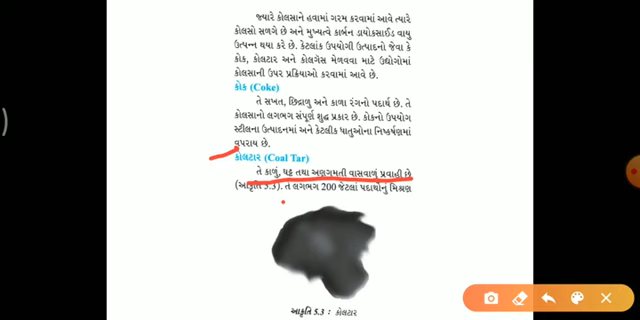 જ્યારે કોલસાને હવામાં ગરમ કરવામાં આવે ત્યારે
કોલસો સળગે છે અને મુખ્યત્વે કાર્બન ડાયોક્સાઈડ વાયુ
ઉત્પન્ન થયા કરે છે. કેટલાંક ઉપયોગી ઉત્પાદનો જેવા કે
કોક, કોલટાર અને કોલગૅસ મેળવવા માટે ઉદ્યોગોમાં
કોલસાની ઉપર પ્રક્રિયાઓ કરવામાં આવે છે.
કોક (Coke)
તે સખત, છિદ્રાળુ અને કાળા રંગનો પદાર્થ છે. તે
કોલસાનો લગભગ સંપૂર્ણ શુદ્ધ પ્રકાર છે. કોકનો ઉપયોગ
સ્ટીલના ઉત્પાદનમાં અને કેટલીક ધાતુઓના નિષ્કર્ષણમાં
વપરાય છે.
કોલટાર (Coal Tar)
તે કાળું, ઘટ્ટ તથા અણગમતી વાસવાળું પ્રવાહી છે
(આકૃતિ 5.3). તે લગભગ 200 જેટલાં પદાર્થોનું મિશ્રણ
આકૃતિ 5.3 : કોલટાર